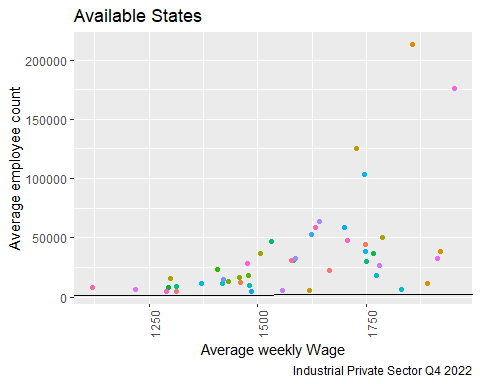 Available States
Average employee count
200000
150000
100000
50000
0
1250
1500
1750
Average weekly Wage
Industrial Private Sector Q4 2022